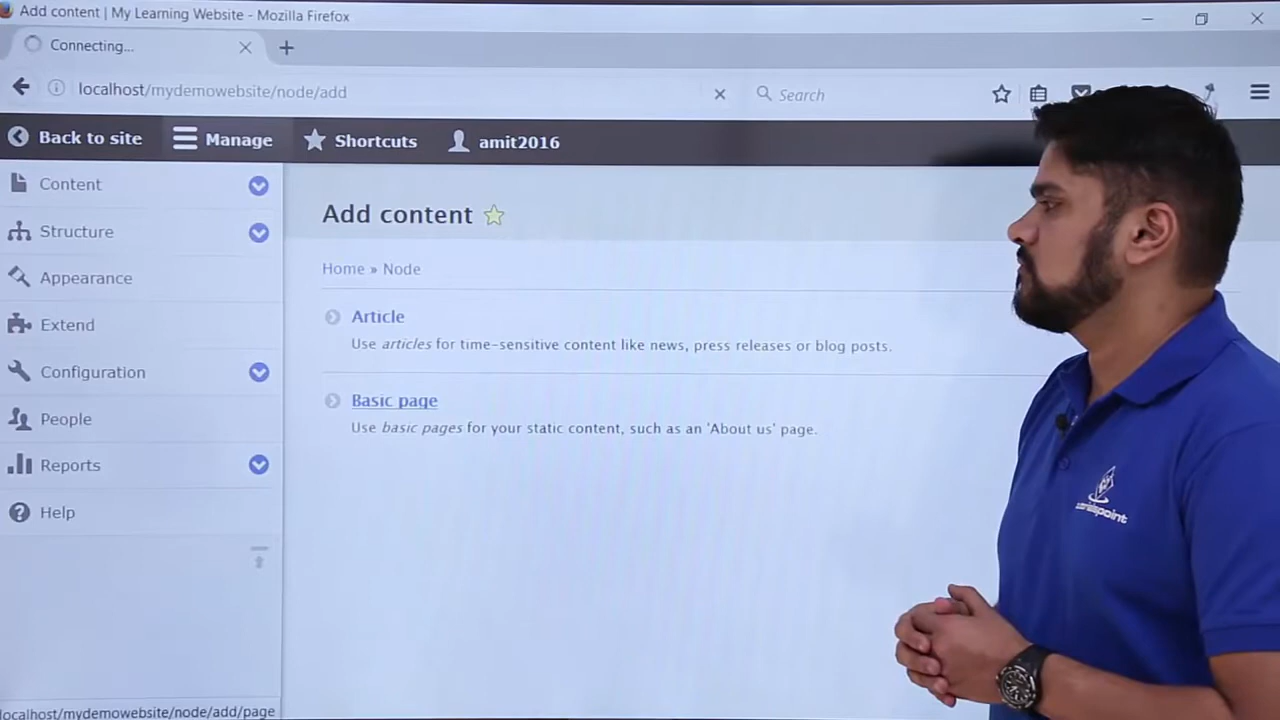 Add content | My Learning Website - Mozilla Firefox
Connecting...
localhost/mydemowebsite/node/add
Search
Back to site
Manage
Shortcuts
amit2016
Content
Structure
Appearance
Extend
Configuration
People
Reports
Help
Add content
Home » Node
Article
Use articles for time-sensitive content like news, press releases or blog posts.
Basic page
Use basic pages for your static content, such as an 'About us' page.
localhost/mydemowebsite/node/add/page